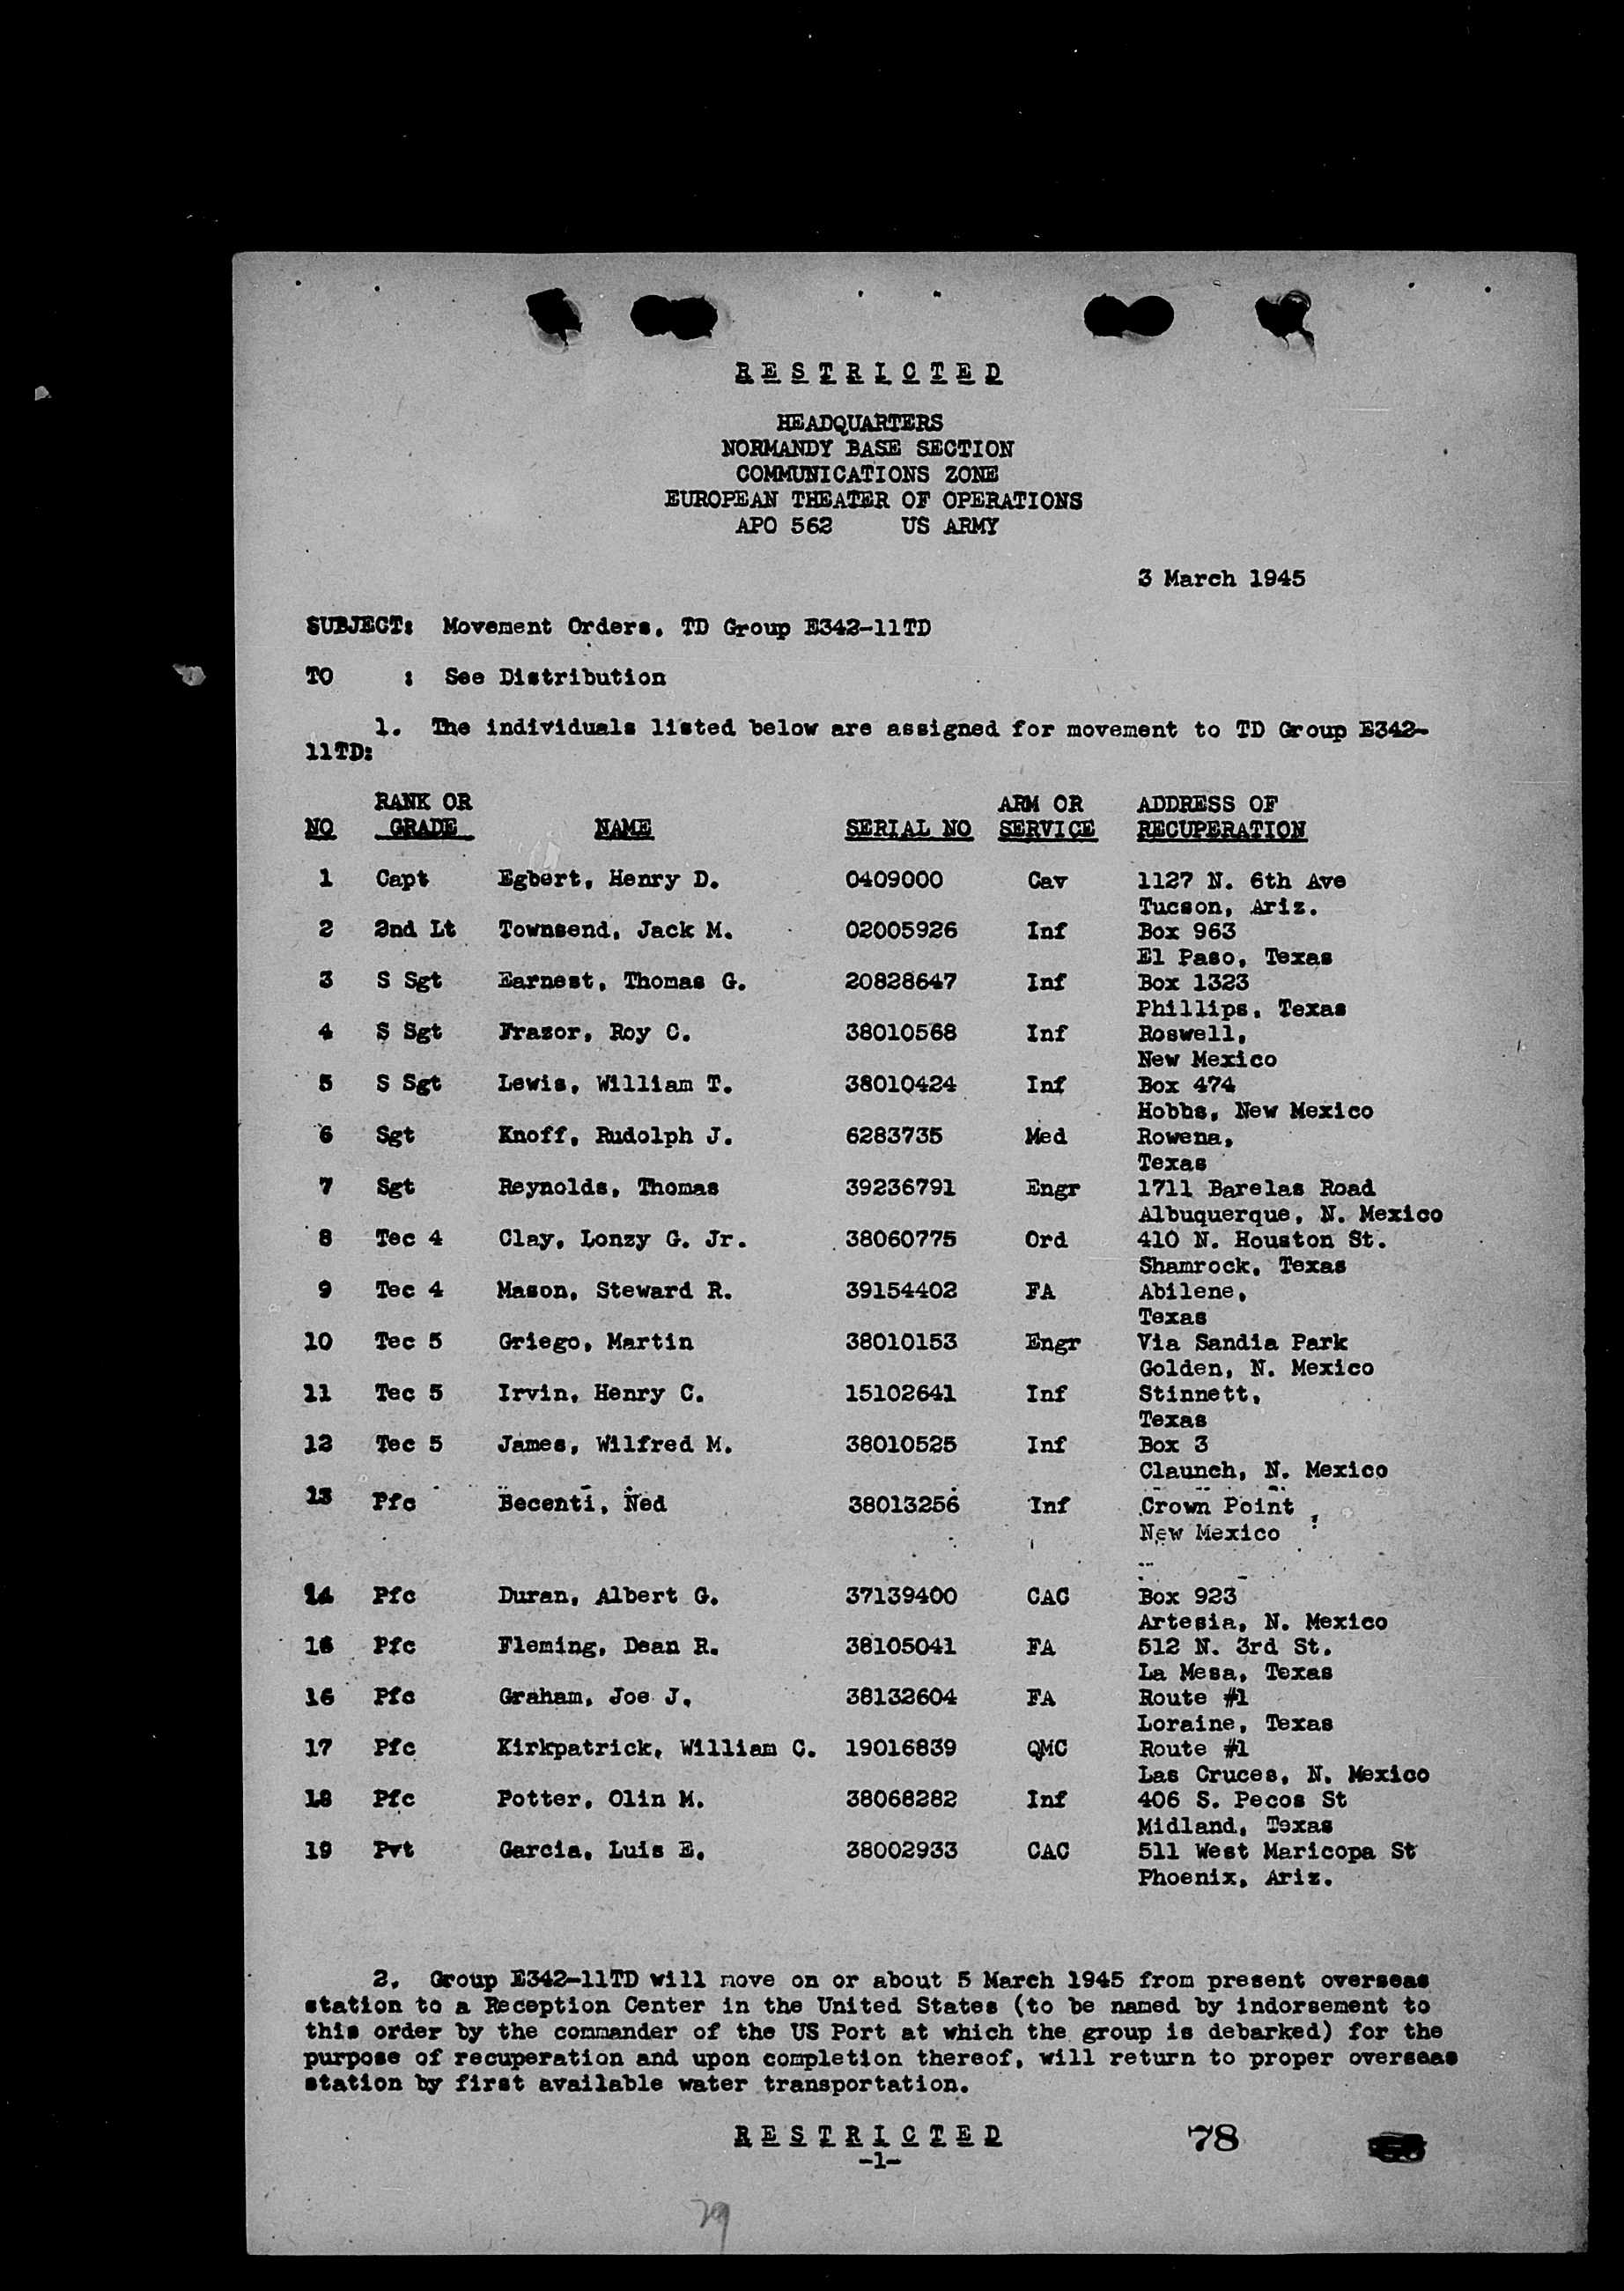 RESTRICTED
HEADQUARTERS
NORMANDY BASE SECTION
COMMUNICATIONS ZONE
EUROPEAN THEATER OF OPERATIONS
APO 562 US ARMY
3 March 1945
SUBJECT: Movement Orders, TD Group E342-11TD
TO : See Distribution
1. The individuals listed below are assigned for movement to TD Group E342-
11TD:
RANK OR ARM OR ADDRESS OF
NO GRADE NAME SERIAL NO SERVICE RECUPERATION
1 Capt Egbert, Henry D. 0409000 Cav 1127 N. 6th Ave
Tucson, Ariz.
2 2nd Lt Townsend, Jack M. 02005926 Inf Box 963
El Paso, Texas
3 S Sgt Earnest, Thomas G. 20828647 Inf Box 1323
Phillips, Texas
4 S Sgt Frazor, Roy C. 38010568 Inf Roswell,
New Mexico
5 S Sgt Lewis, William T. 38010424 Inf Box 474
Hobbs, New Mexico
6 Sgt Knoff, Rudolph J. 6283735 Med Rowena,
Texas
7 Sgt Reynolds, Thomas 39236791 Engr 1711 Barelas Road
Albuquerque, N. Mexico
8 Tec 4 Clay, Lonzy G. Jr. 38060775 Ord 410 N. Houston St.
Shamrock, Texas
9 Tec 4 Mason, Steward R. 39154402 FA Abilene,
Texas
10 Tec 5 Griego, Martin 38010153 Engr Via Sandia Park
Golden, N. Mexico
11 Tec 5 Irvin, Henry C. 15102641 Inf Stinnett,
Texas
12 Tec 5 James, Wilfred M. 38010525 Inf Box 3
Claunch, N. Mexico
13 Pfc Becenti, Ned 38013256 Inf Crown Point,
New Mexico
14 Pfc Duran, Albert G. 37139400 CAC Box 923
Artesia, N. Mexico
15 Pfc Fleming, Dean R. 38105041 FA 512 N. 3rd St.
La Mesa, Texas
16 Pfc Graham, Joe J. 38132604 FA Route #1
Loraine, Texas
17 Pfc Kirkpatrick, William C. 19016839 QMC Route #1
Las Cruces, N. Mexico
18 Pfc Potter, Olin M. 38068282 Inf 406 S. Pecos St
Midland, Texas
19 Pvt Garcia, Luis E. 38002933 CAC 511 West Maricopa St
Phoenix, Ariz.
2. Group E342-11TD will move on or about 5 March 1945 from present overseas
station to a Reception Center in the United States (to be named by indorsement to
this order by the commander of the US Port at which the group is debarked) for the
purpose of recuperation and upon completion thereof, will return to proper overseas
station by first available water transportation.
RESTRICTED 78
-1-
79